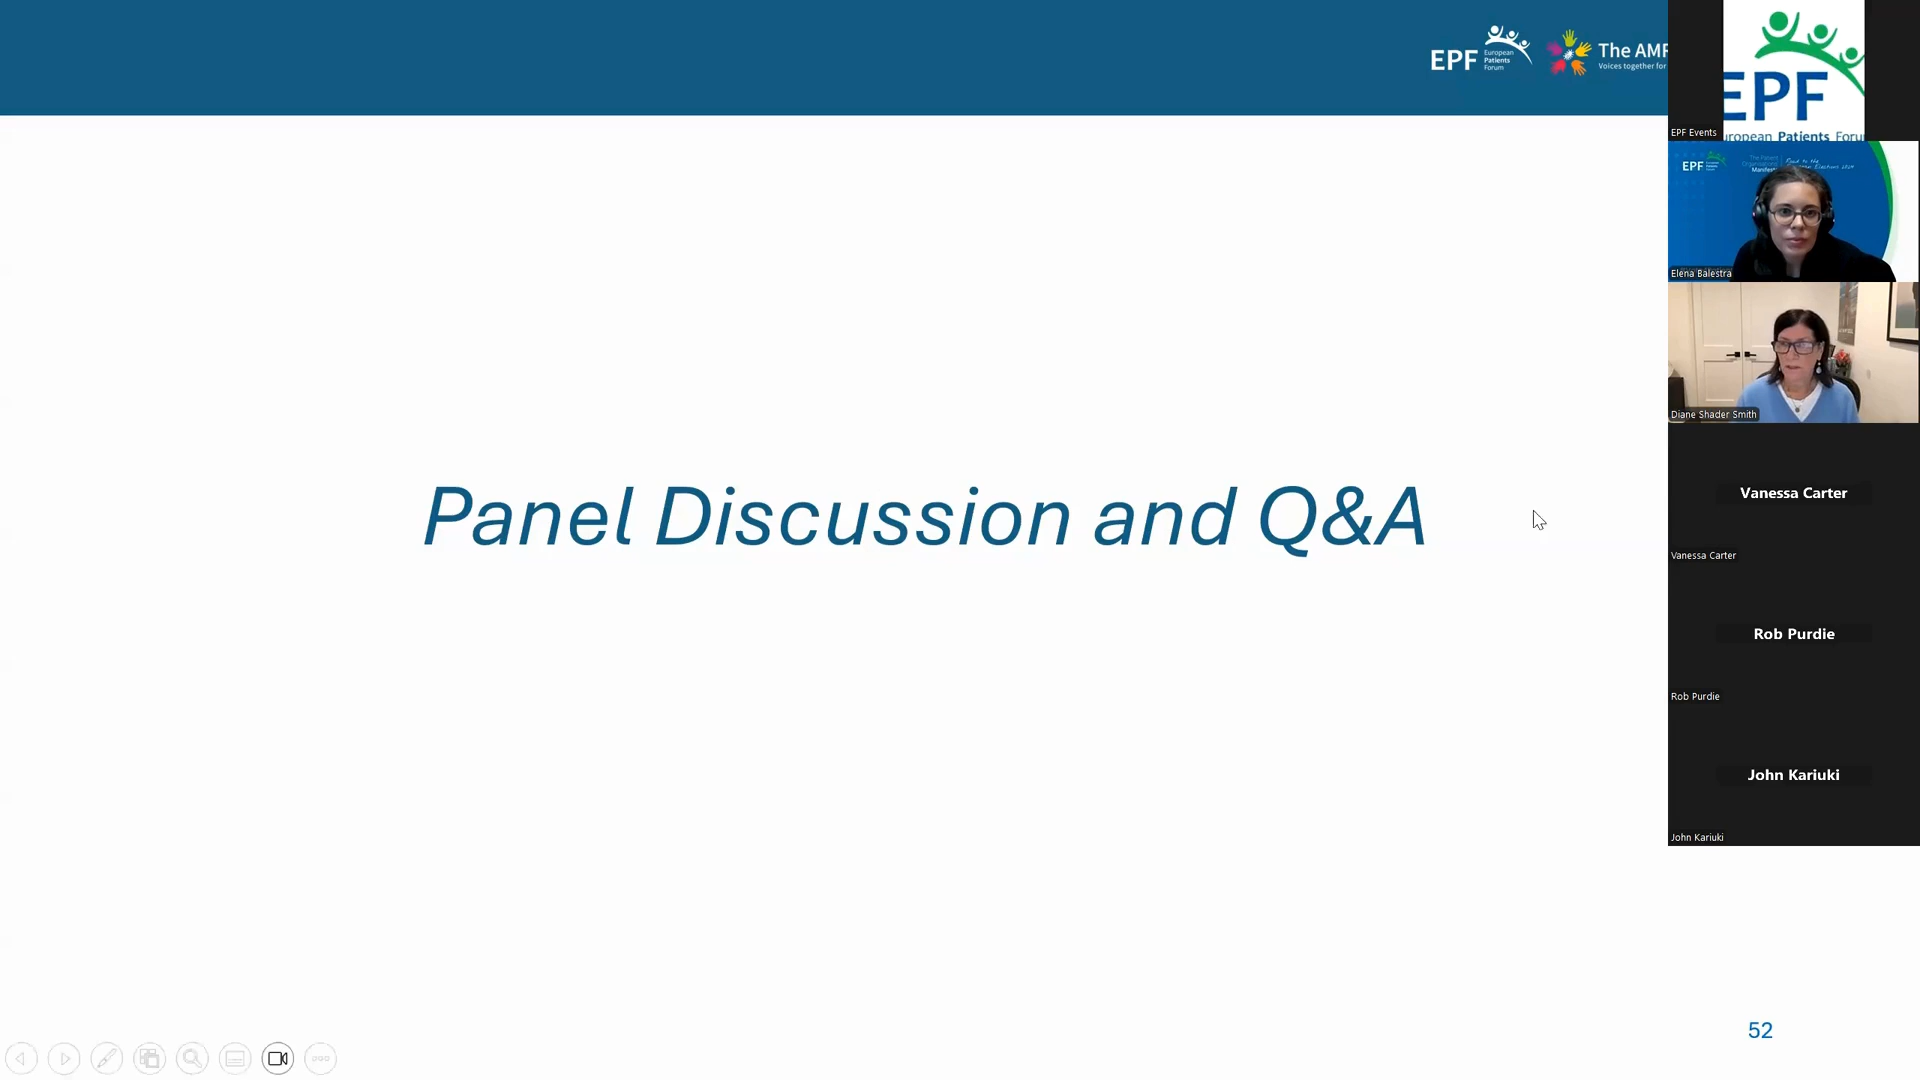 EPF
European
Patients
Forum
The AMR
Voices together for
EPF
European Patients Forum
EPF Events
EPF
Elena Balestra
Diane Shader Smith
Vanessa Carter
Vanessa Carter
Rob Purdie
Rob Purdie
John Kariuki
John Kariuki
Panel Discussion and Q&A
52